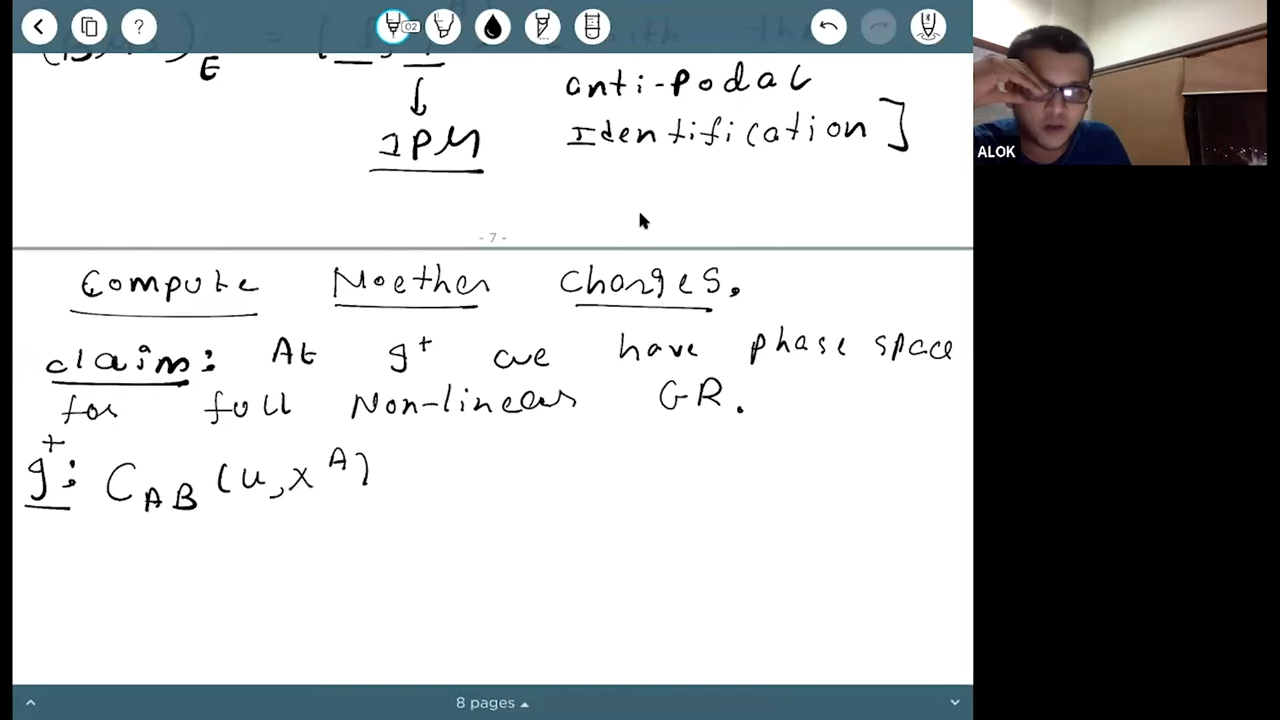 E
IPM
anti-podal
Identification ]
- 7 -
Compute Noether Charges.
claim: At g⁺ we have phase space
for full Non-linear GR.
g⁺: C_AB (u, x^A)
8 pages
ALOK
02
?